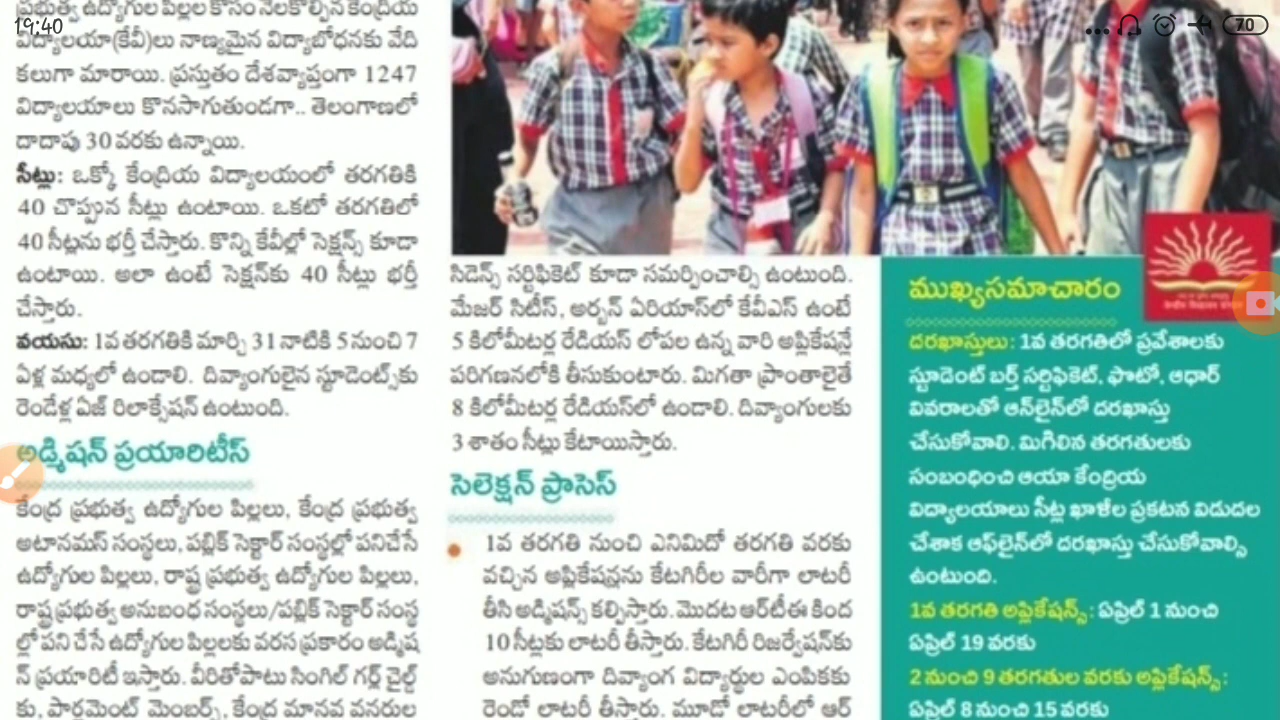 19:40
70
ప్రభుత్వ ఉద్యోగుల పిల్లల కోసం నెలకొల్పిన కేంద్రియ
విద్యాలయా(కేవీ)లు నాణ్యమైన విద్యాబోధనకు వేది
కలుగా మారాయి. ప్రస్తుతం దేశవ్యాప్తంగా 1247
విద్యాలయాలు కొనసాగుతుండగా.. తెలంగాణలో
దాదాపు 30 వరకు ఉన్నాయి.
సీట్లు: ఒక్కో కేంద్రియ విద్యాలయంలో తరగతికి
40 చొప్పున సీట్లు ఉంటాయి. ఒకటో తరగతిలో
40 సీట్లను భర్తీ చేస్తారు. కొన్ని కేవీల్లో సెక్షన్స్ కూడా
ఉంటాయి. అలా ఉంటే సెక్షన్‌కు 40 సీట్లు భర్తీ
చేస్తారు.
వయసు: 1వ తరగతికి మార్చి 31 నాటికి 5 నుంచి 7
ఏళ్ల మధ్యలో ఉండాలి. దివ్యాంగులైన స్టూడెంట్స్‌కు
రెండేళ్ల ఏజ్ రిలాక్సేషన్ ఉంటుంది.
అడ్మిషన్ ప్రయారిటీస్
కేంద్ర ప్రభుత్వ ఉద్యోగుల పిల్లలు, కేంద్ర ప్రభుత్వ
అటానమస్ సంస్థలు, పబ్లిక్ సెక్టార్ సంస్థల్లో పనిచేసే
ఉద్యోగుల పిల్లలు, రాష్ట్ర ప్రభుత్వ ఉద్యోగుల పిల్లలు,
రాష్ట్ర ప్రభుత్వ అనుబంధ సంస్థలు/పబ్లిక్ సెక్టార్ సంస్థ
ల్లో పని చేసే ఉద్యోగుల పిల్లలకు వరస ప్రకారం అడ్మిష
న్ ప్రయారిటీ ఇస్తారు. వీరితోపాటు సింగిల్ గర్ల్ చైల్డ్
కు, పార్లమెంట్ మెంబర్స్, కేంద్ర మానవ వనరుల
సిడెన్స్ సర్టిఫికెట్ కూడా సమర్పించాల్సి ఉంటుంది.
మేజర్ సిటీస్, అర్బన్ ఏరియాస్‌లో కేవీఎస్ ఉంటే
5 కిలోమీటర్ల రేడియస్ లోపల ఉన్న వారి అప్లికేషన్లే
పరిగణనలోకి తీసుకుంటారు. మిగతా ప్రాంతాలైతే
8 కిలోమీటర్ల రేడియస్‌లో ఉండాలి. దివ్యాంగులకు
3 శాతం సీట్లు కేటాయిస్తారు.
సెలెక్షన్ ప్రాసెస్
1వ తరగతి నుంచి ఎనిమిదో తరగతి వరకు
వచ్చిన అప్లికేషన్లను కేటగిరీల వారీగా లాటరీ
తీసి అడ్మిషన్స్ కల్పిస్తారు. మొదట ఆర్‌టీఈ కింద
10 సీట్లకు లాటరీ తీస్తారు. కేటగిరీ రిజర్వేషన్‌కు
అనుగుణంగా దివ్యాంగ విద్యార్థుల ఎంపికకు
రెండో లాటరీ తీస్తారు. మూడో లాటరీలో ఆర్
ముఖ్యసమాచారం
దరఖాస్తులు: 1వ తరగతిలో ప్రవేశాలకు
స్టూడెంట్ బర్త్ సర్టిఫికెట్, ఫొటో, ఆధార్
వివరాలతో ఆన్‌లైన్‌లో దరఖాస్తు
చేసుకోవాలి. మిగిలిన తరగతులకు
సంబంధించి ఆయా కేంద్రియ
విద్యాలయాలు సీట్ల ఖాళీల ప్రకటన విడుదల
చేశాక ఆఫ్‌లైన్‌లో దరఖాస్తు చేసుకోవాల్సి
ఉంటుంది.
1వ తరగతి అప్లికేషన్స్: ఏప్రిల్ 1 నుంచి
ఏప్రిల్ 19 వరకు
2 నుంచి 9 తరగతుల వరకు అప్లికేషన్స్:
ఏప్రిల్ 8 నుంచి 15 వరకు